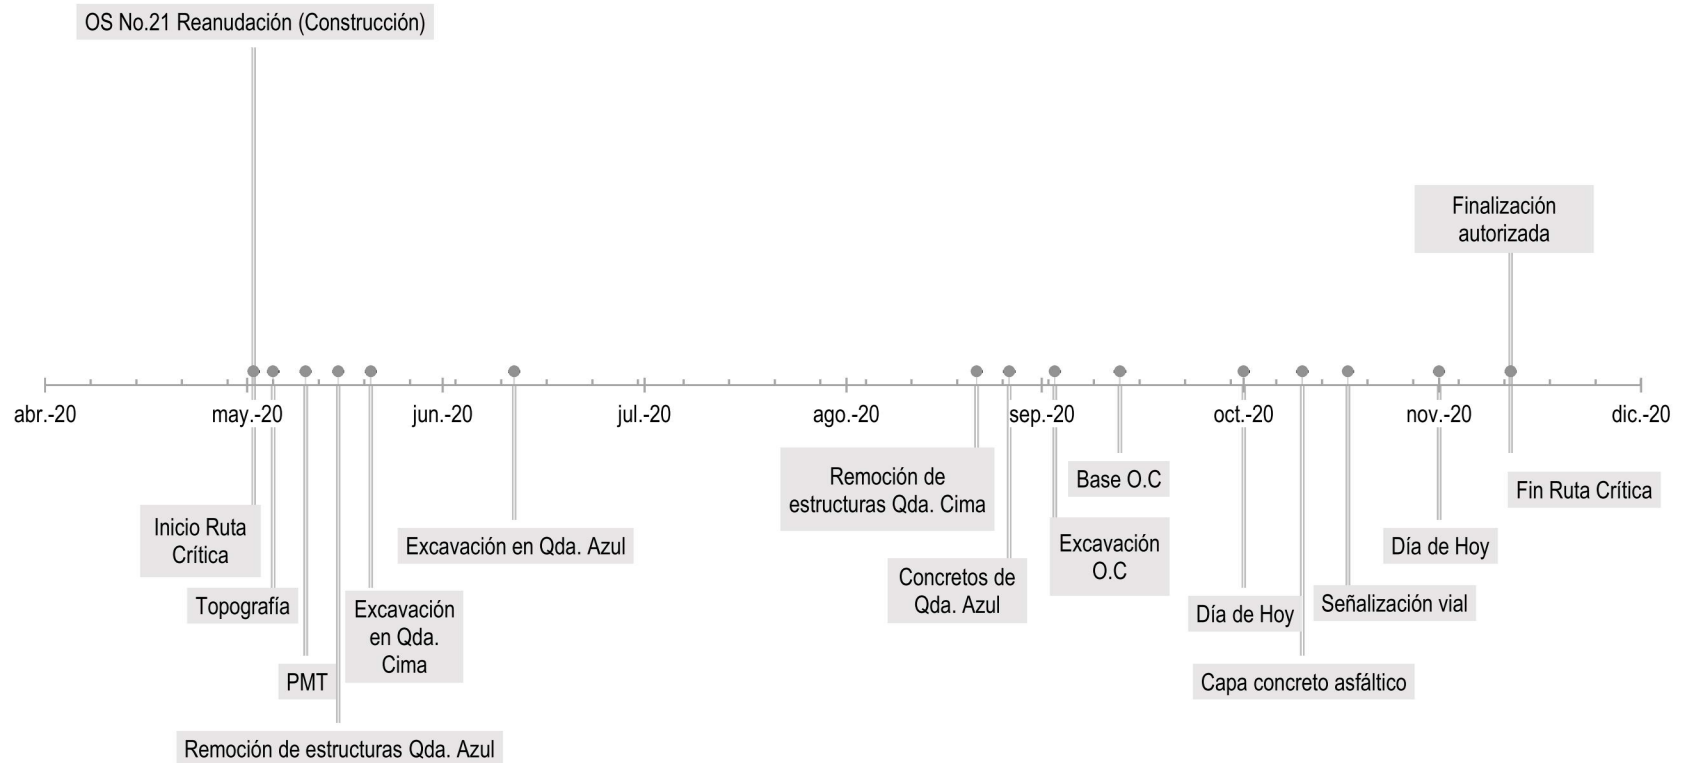 OS No.21 Reanudación (Construcción)
Finalización
autorizada
abr.-20
may.-20
jun.-20
jul.-20
ago.-20
sep.-20
oct.-20
nov.-20
dic.-20
Inicio Ruta
Crítica
Topografía
PMT
Remoción de estructuras Qda. Azul
Excavación
en Qda.
Cima
Excavación en Qda. Azul
Remoción de
estructuras Qda. Cima
Concretos de
Qda. Azul
Excavación
O.C
Base O.C
Día de Hoy
Capa concreto asfáltico
Señalización vial
Día de Hoy
Fin Ruta Crítica